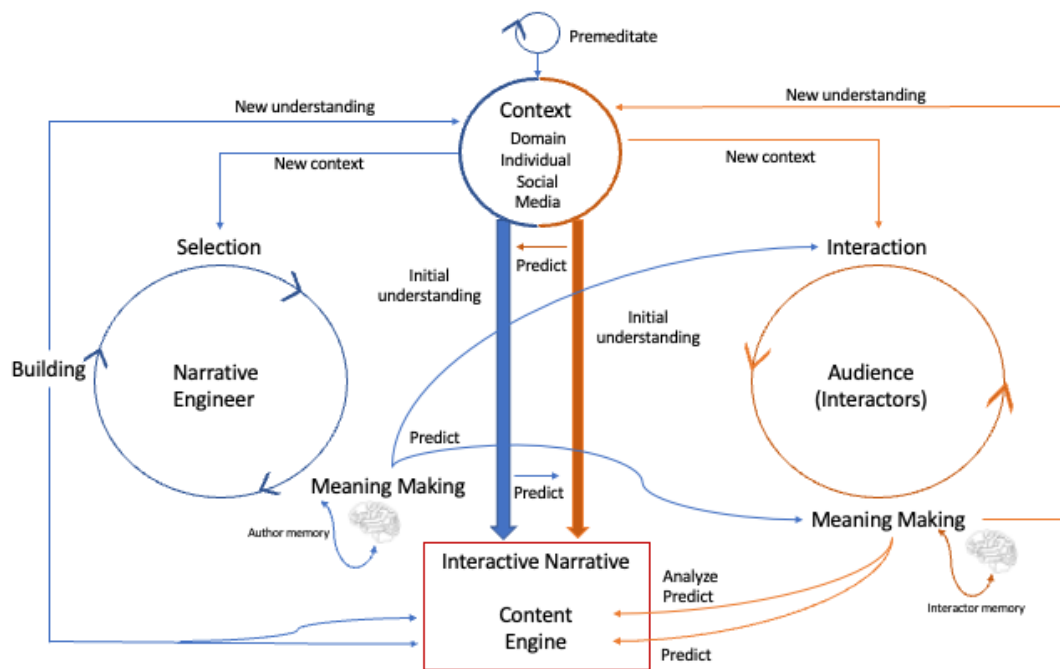 Premeditate
New understanding
Context
New understanding
Domain
Individual
Social
Media
New context
New context
Selection
Interaction
Predict
Initial
understanding
Initial
understanding
Building
Narrative
Engineer
Audience
(Interactors)
Predict
Meaning Making
Predict
Meaning Making
Author memory
Interactive Narrative
Analyze
Predict
Interactor memory
Content
Engine
Predict